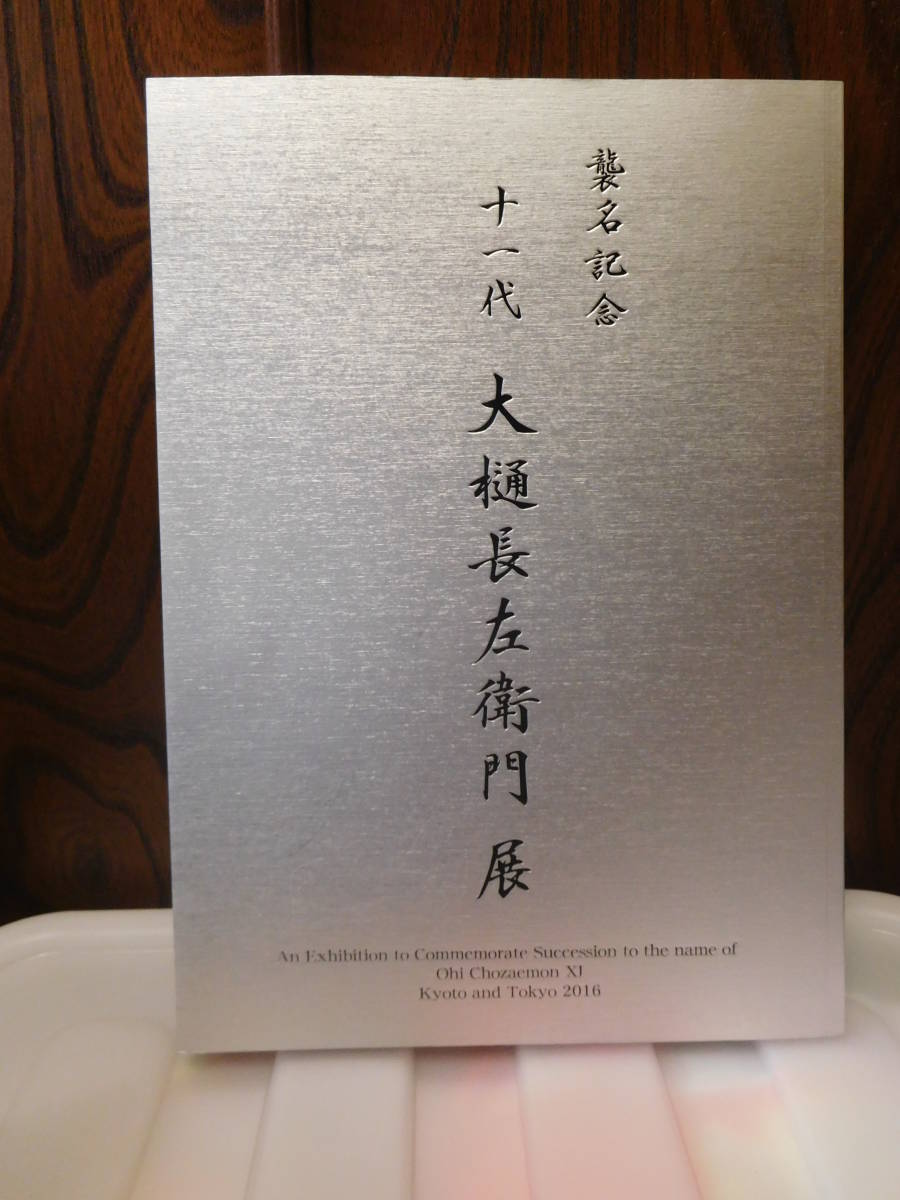 襲名記念
十一代 大樋長左衛門 展
An Exhibition to Commemorate Succession to the name of
Ohi Chozaemon XI
Kyoto and Tokyo 2016